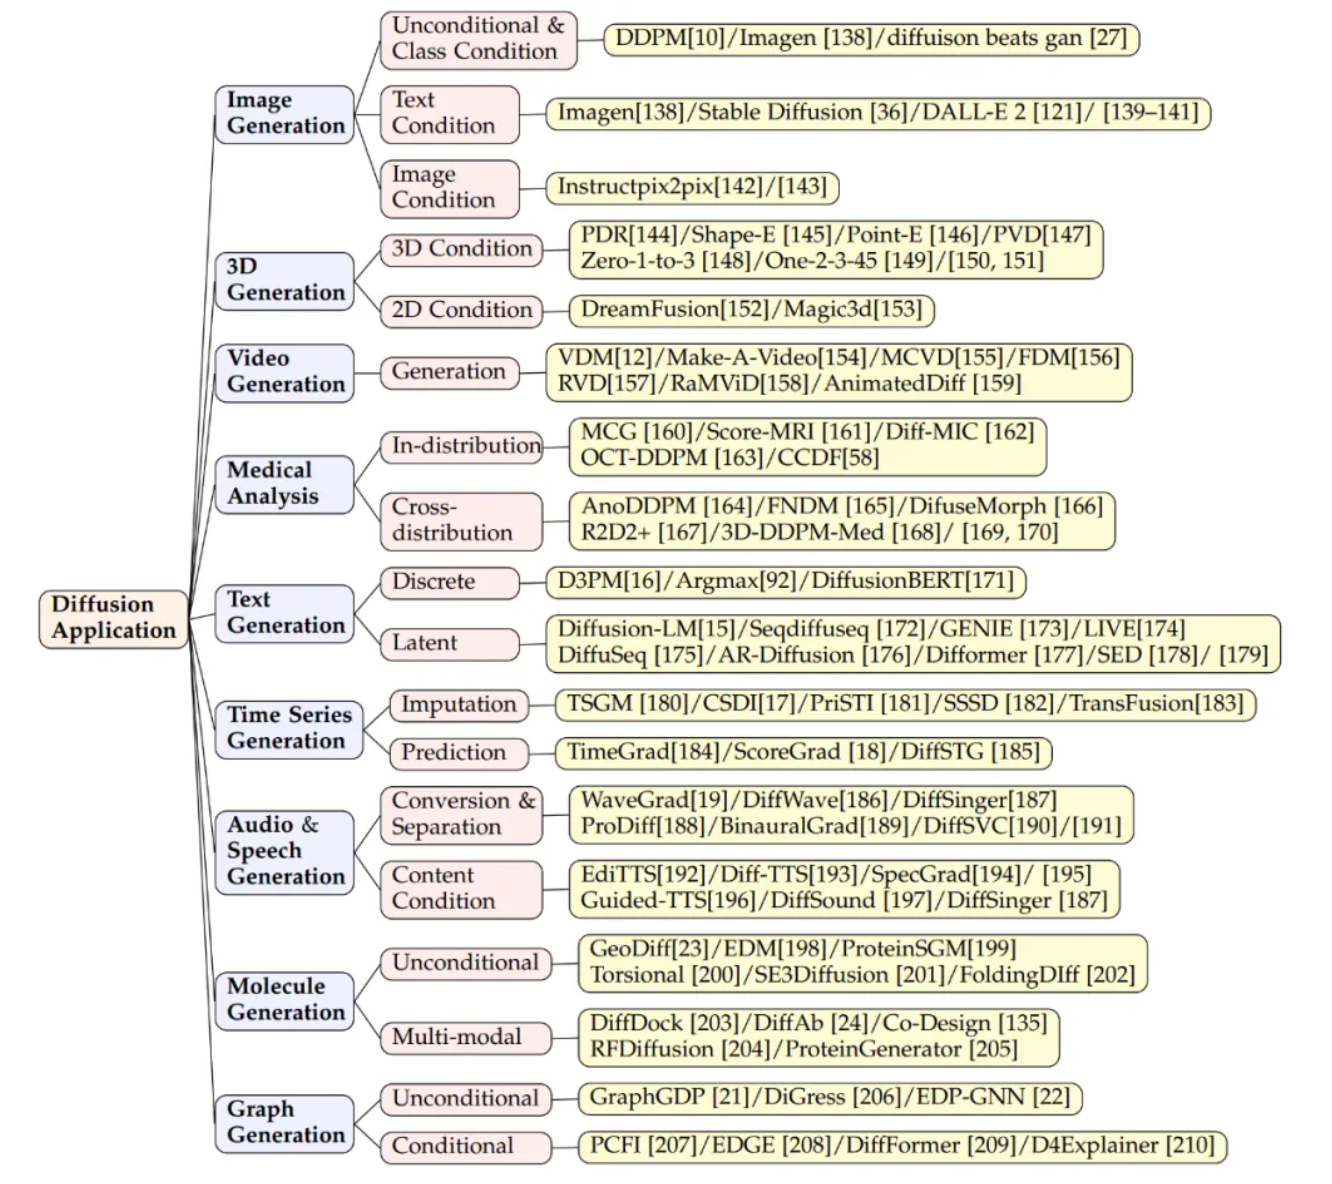 Diffusion
Application
Image
Generation
Unconditional &
Class Condition
DDPM[10]/Imagen [138]/diffuison beats gan [27]
Text
Condition
Imagen[138]/Stable Diffusion [36]/DALL-E 2 [121]/ [139–141]
Image
Condition
Instructpix2pix[142]/[143]
3D
Generation
3D Condition
PDR[144]/Shape-E [145]/Point-E [146]/PVD[147]
Zero-1-to-3 [148]/One-2-3-45 [149]/[150, 151]
2D Condition
DreamFusion[152]/Magic3d[153]
Video
Generation
Generation
VDM[12]/Make-A-Video[154]/MCVD[155]/FDM[156]
RVD[157]/RaMViD[158]/AnimatedDiff [159]
Medical
Analysis
In-distribution
MCG [160]/Score-MRI [161]/Diff-MIC [162]
OCT-DDPM [163]/CCDF[58]
Cross-
distribution
AnoDDPM [164]/FNDM [165]/DifuseMorph [166]
R2D2+ [167]/3D-DDPM-Med [168]/ [169, 170]
Text
Generation
Discrete
D3PM[16]/Argmax[92]/DiffusionBERT[171]
Latent
Diffusion-LM[15]/Seqdiffuseq [172]/GENIE [173]/LIVE[174]
DiffuSeq [175]/AR-Diffusion [176]/Difformer [177]/SED [178]/ [179]
Time Series
Generation
Imputation
TSGM [180]/CSDI[17]/PriSTI [181]/SSSD [182]/TransFusion[183]
Prediction
TimeGrad[184]/ScoreGrad [18]/DiffSTG [185]
Audio &
Speech
Generation
Conversion &
Separation
WaveGrad[19]/DiffWave[186]/DiffSinger[187]
ProDiff[188]/BinauralGrad[189]/DiffSVC[190]/[191]
Content
Condition
EdiTTS[192]/Diff-TTS[193]/SpecGrad[194]/ [195]
Guided-TTS[196]/DiffSound [197]/DiffSinger [187]
Molecule
Generation
Unconditional
GeoDiff[23]/EDM[198]/ProteinSGM[199]
Torsional [200]/SE3Diffusion [201]/FoldingDIff [202]
Multi-modal
DiffDock [203]/DiffAb [24]/Co-Design [135]
RFDiffusion [204]/ProteinGenerator [205]
Graph
Generation
Unconditional
GraphGDP [21]/DiGress [206]/EDP-GNN [22]
Conditional
PCFI [207]/EDGE [208]/DiffFormer [209]/D4Explainer [210]